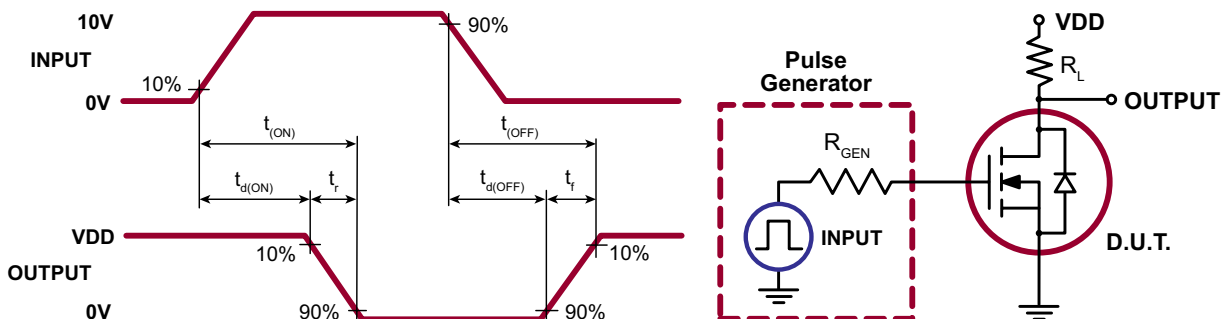 10V
INPUT
0V
10%
90%
t(ON)
t(OFF)
td(ON)
tr
td(OFF)
tf
VDD
OUTPUT
0V
10%
90%
10%
90%
Pulse
Generator
RGEN
INPUT
VDD
RL
OUTPUT
D.U.T.